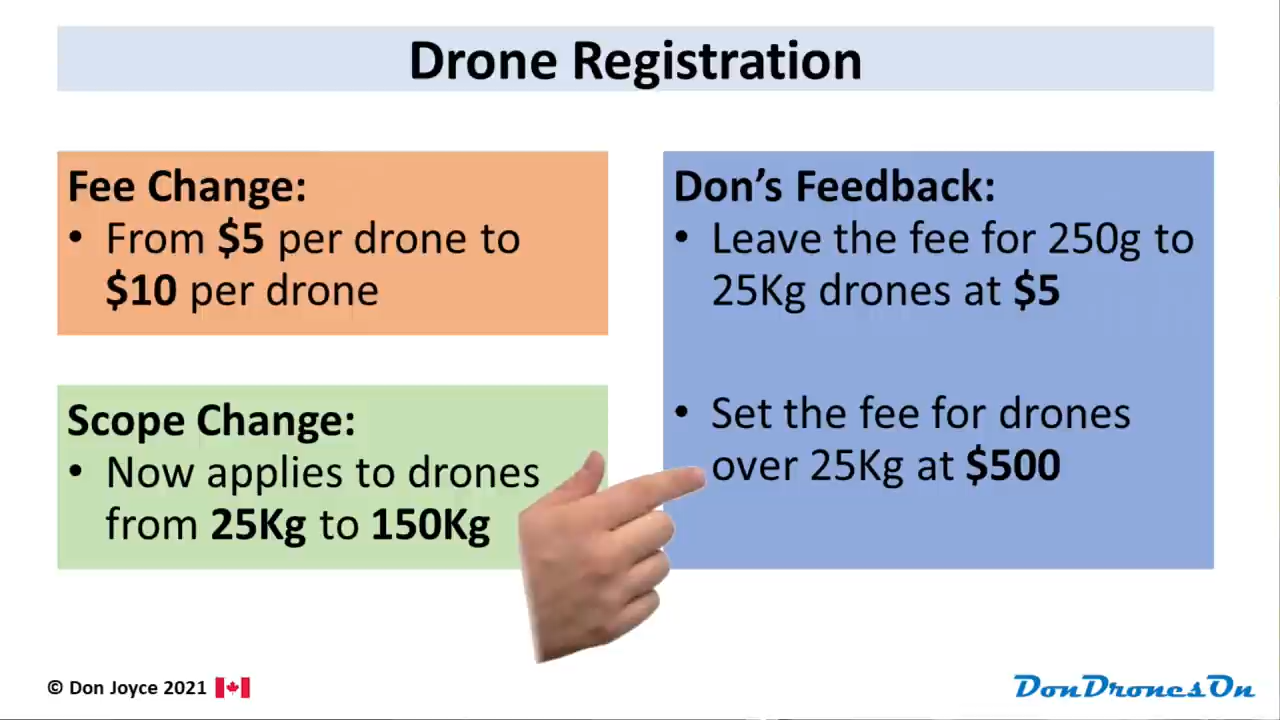 Drone Registration
Fee Change:
• From $5 per drone to
$10 per drone
Scope Change:
• Now applies to drones
from 25Kg to 150Kg
Don’s Feedback:
• Leave the fee for 250g to
25Kg drones at $5
• Set the fee for drones
over 25Kg at $500
© Don Joyce 2021
DonDronesOn